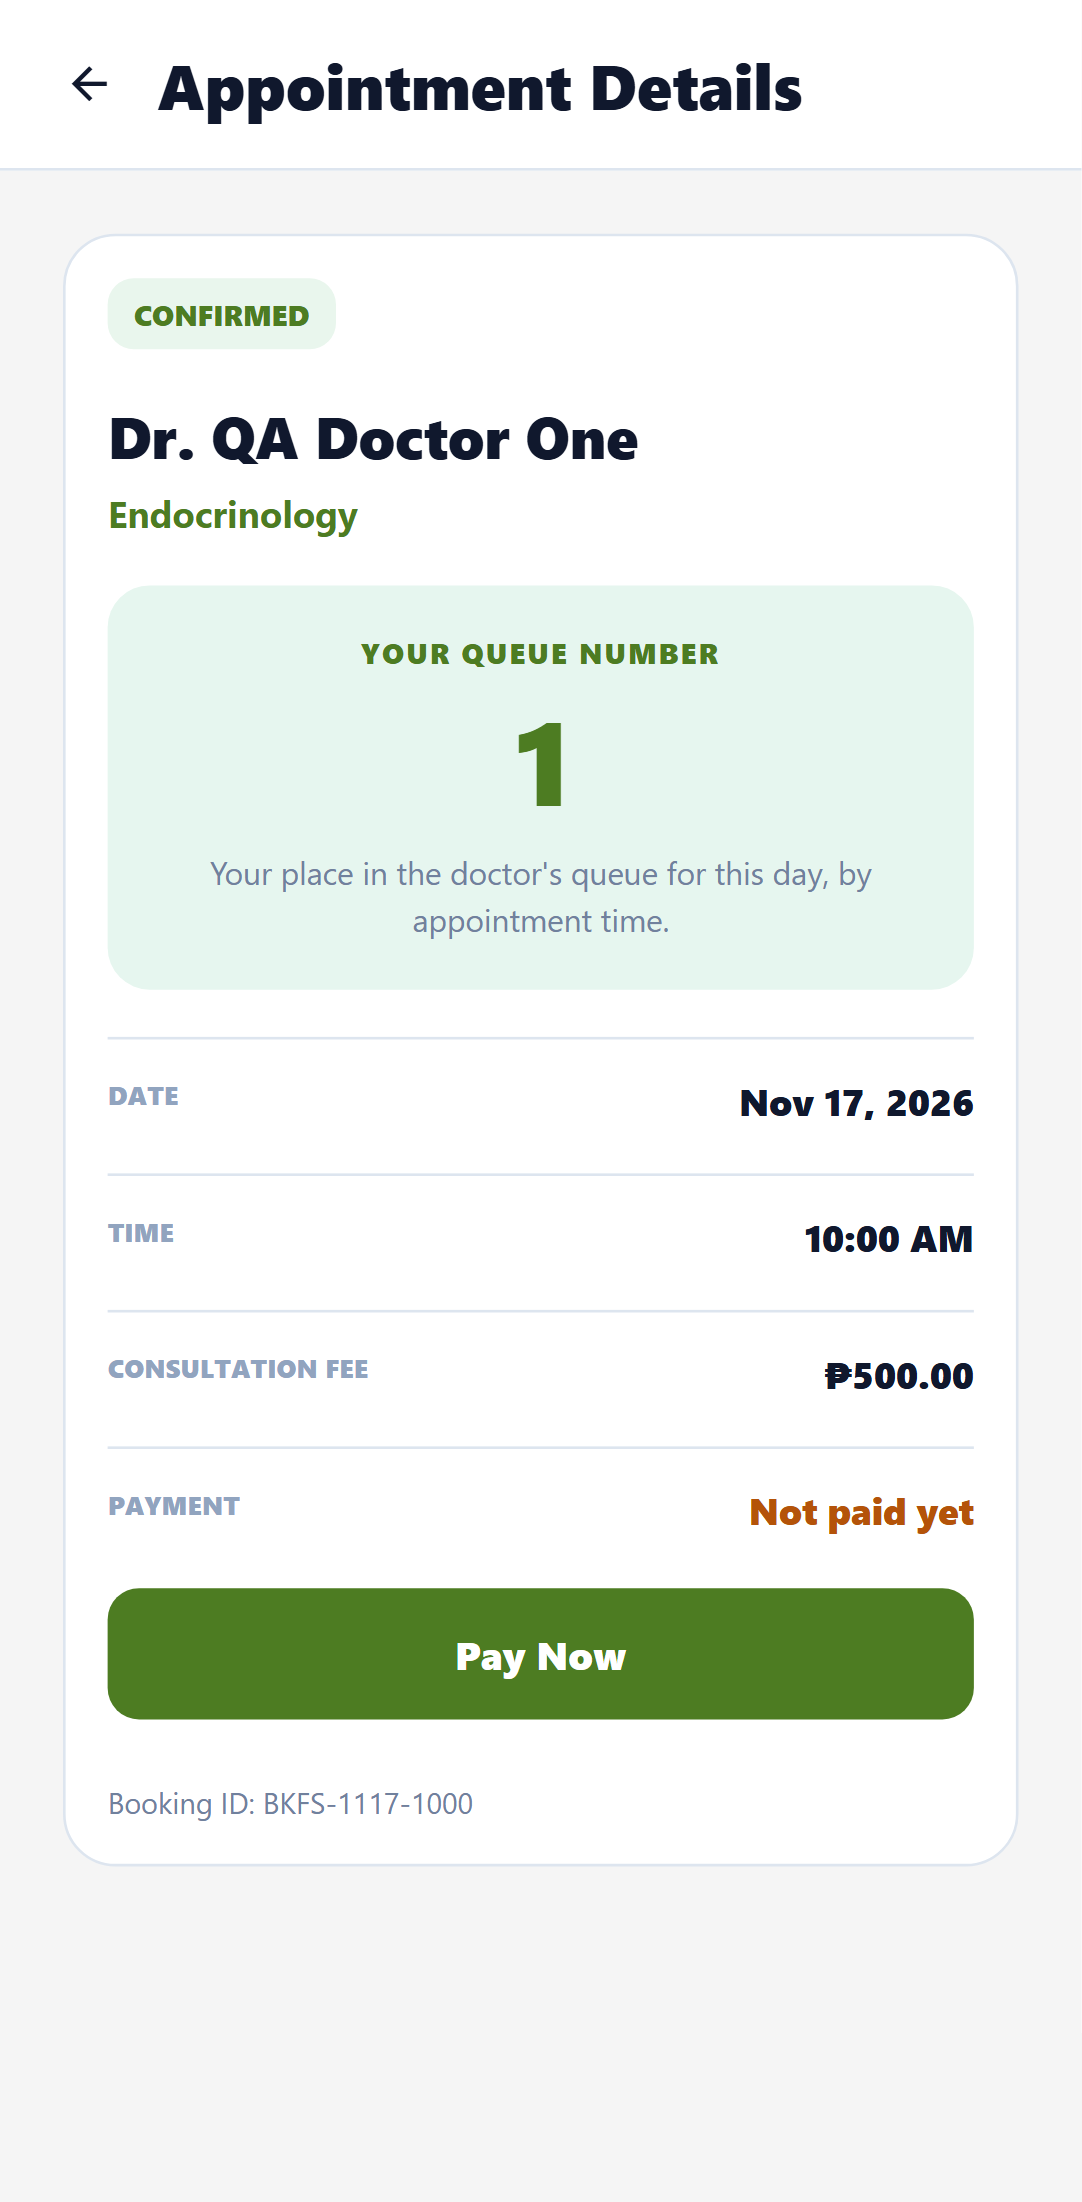 Appointment Details
CONFIRMED
Dr. QA Doctor One
Endocrinology
YOUR QUEUE NUMBER
1
Your place in the doctor's queue for this day, by
appointment time.
DATE
Nov 17, 2026
TIME
10:00 AM
CONSULTATION FEE
₱500.00
PAYMENT
Not paid yet
Pay Now
Booking ID: BKFS-1117-1000